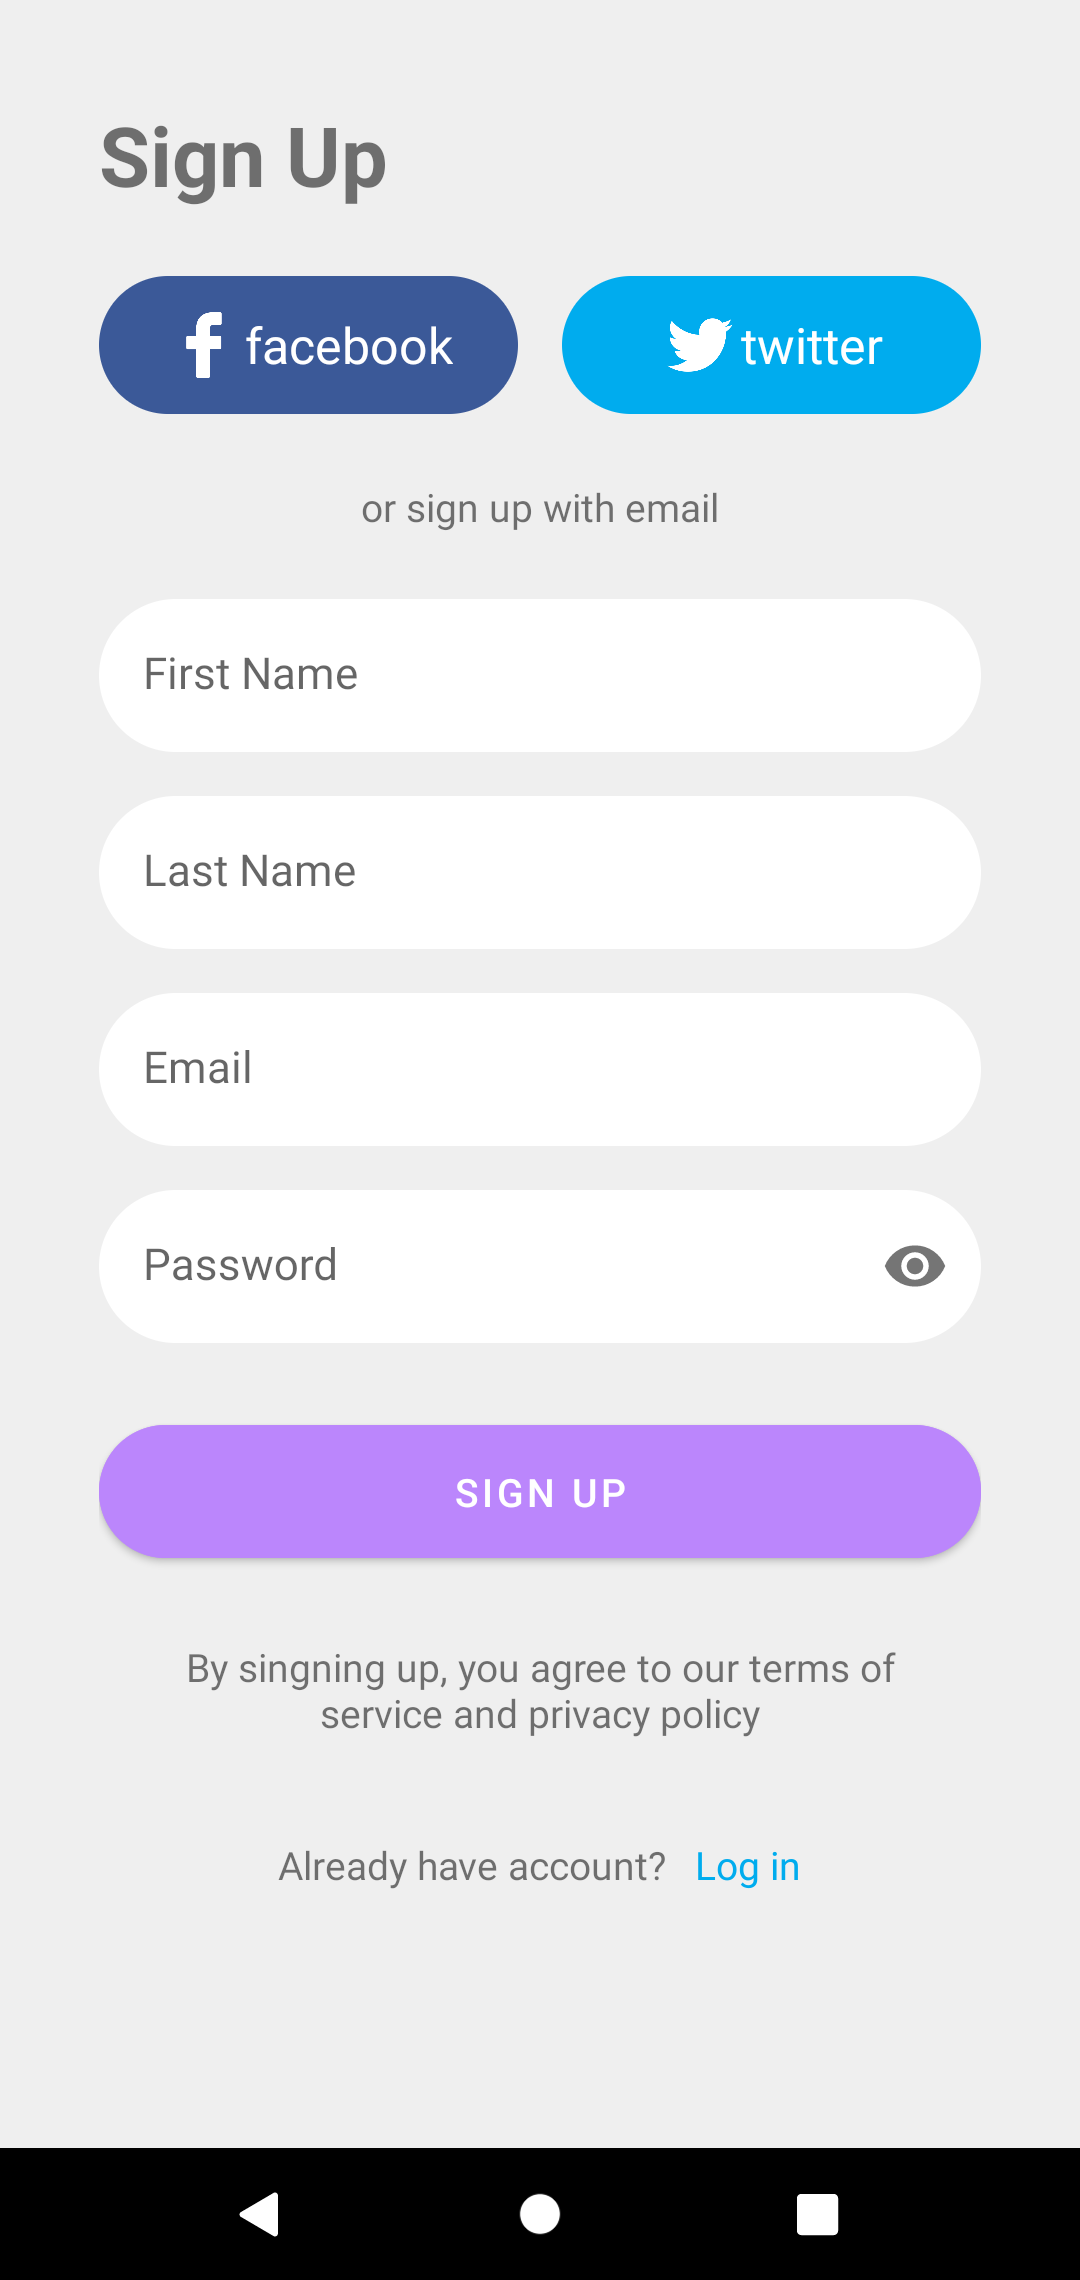 Sign Up
facebook
twitter
or sign up with email
First Name
Last Name
Email
Password
SIGN UP
By singning up, you agree to our terms of
service and privacy policy
Already have account? Log in